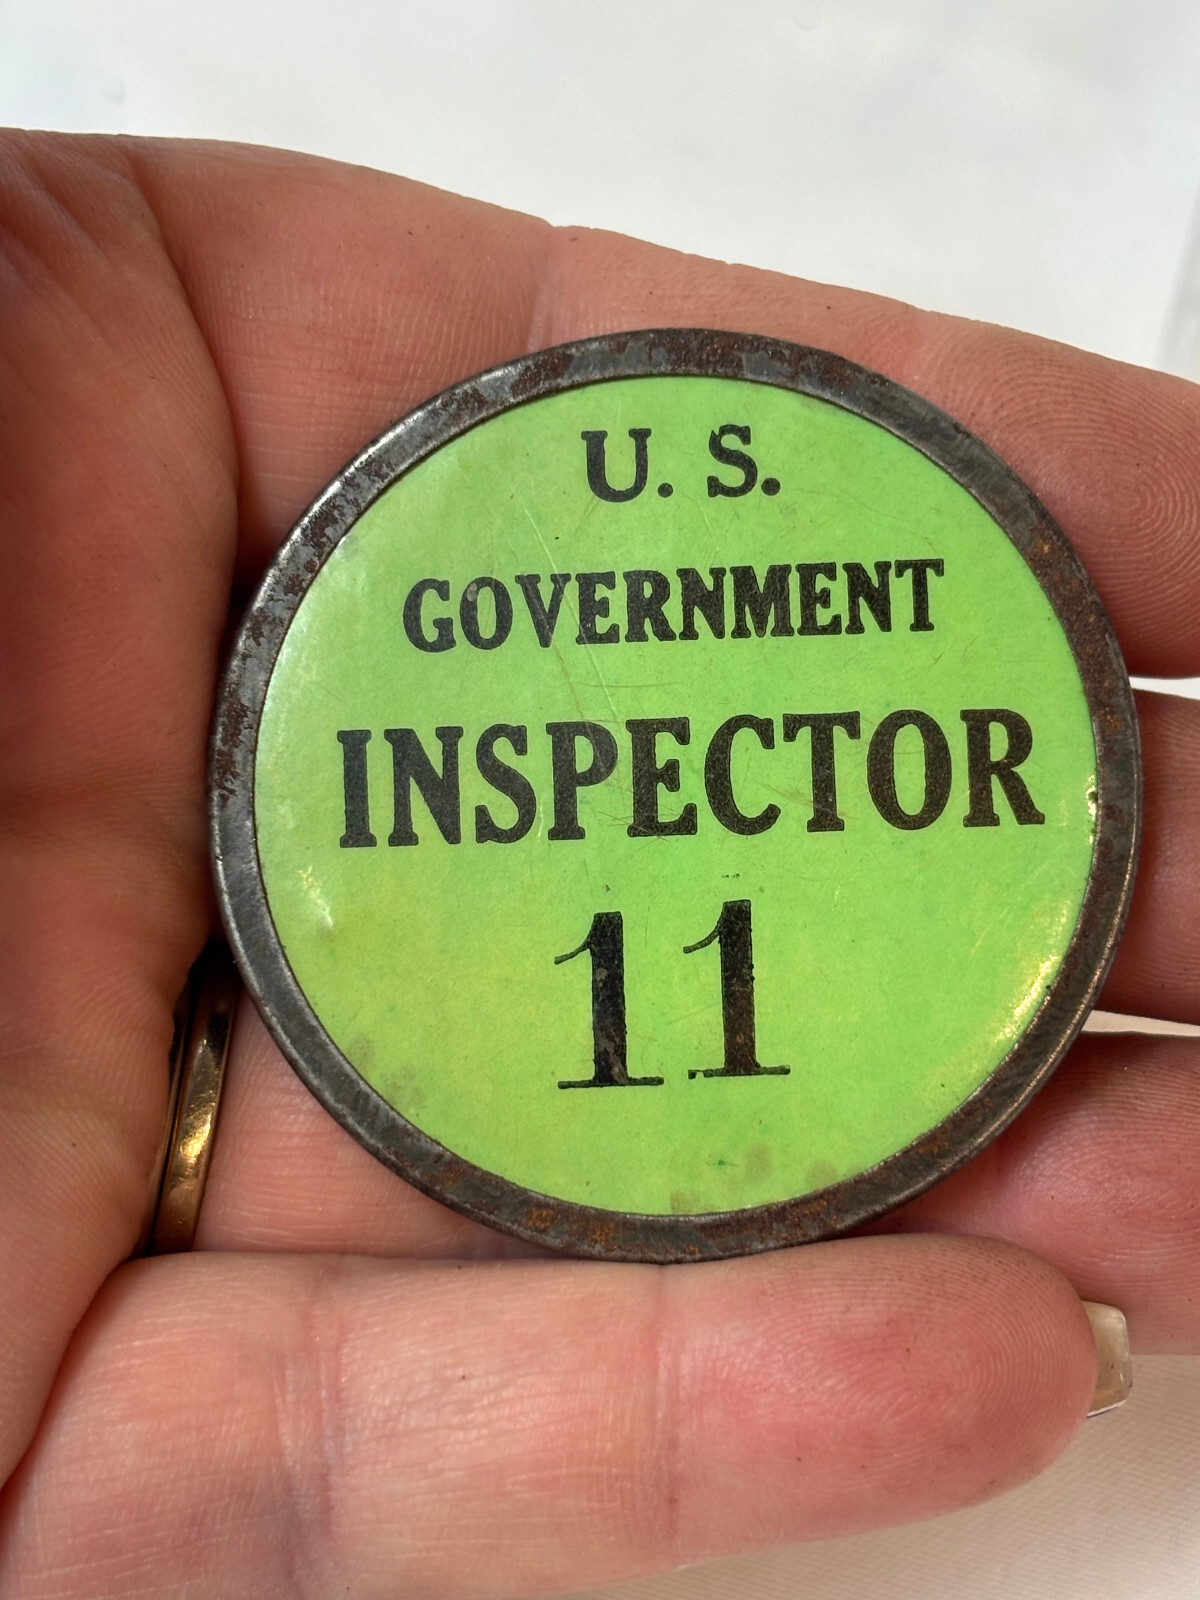 U. S.
GOVERNMENT
INSPECTOR
11